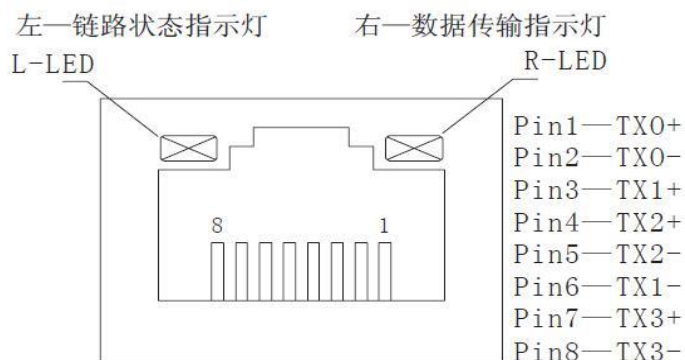 左—链路状态指示灯
右—数据传输指示灯
L-LED
R-LED
Pin1—TX0+
Pin2—TX0-
Pin3—TX1+
Pin4—TX2+
Pin5—TX2-
Pin6—TX1-
Pin7—TX3+
Pin8—TX3-
8
1